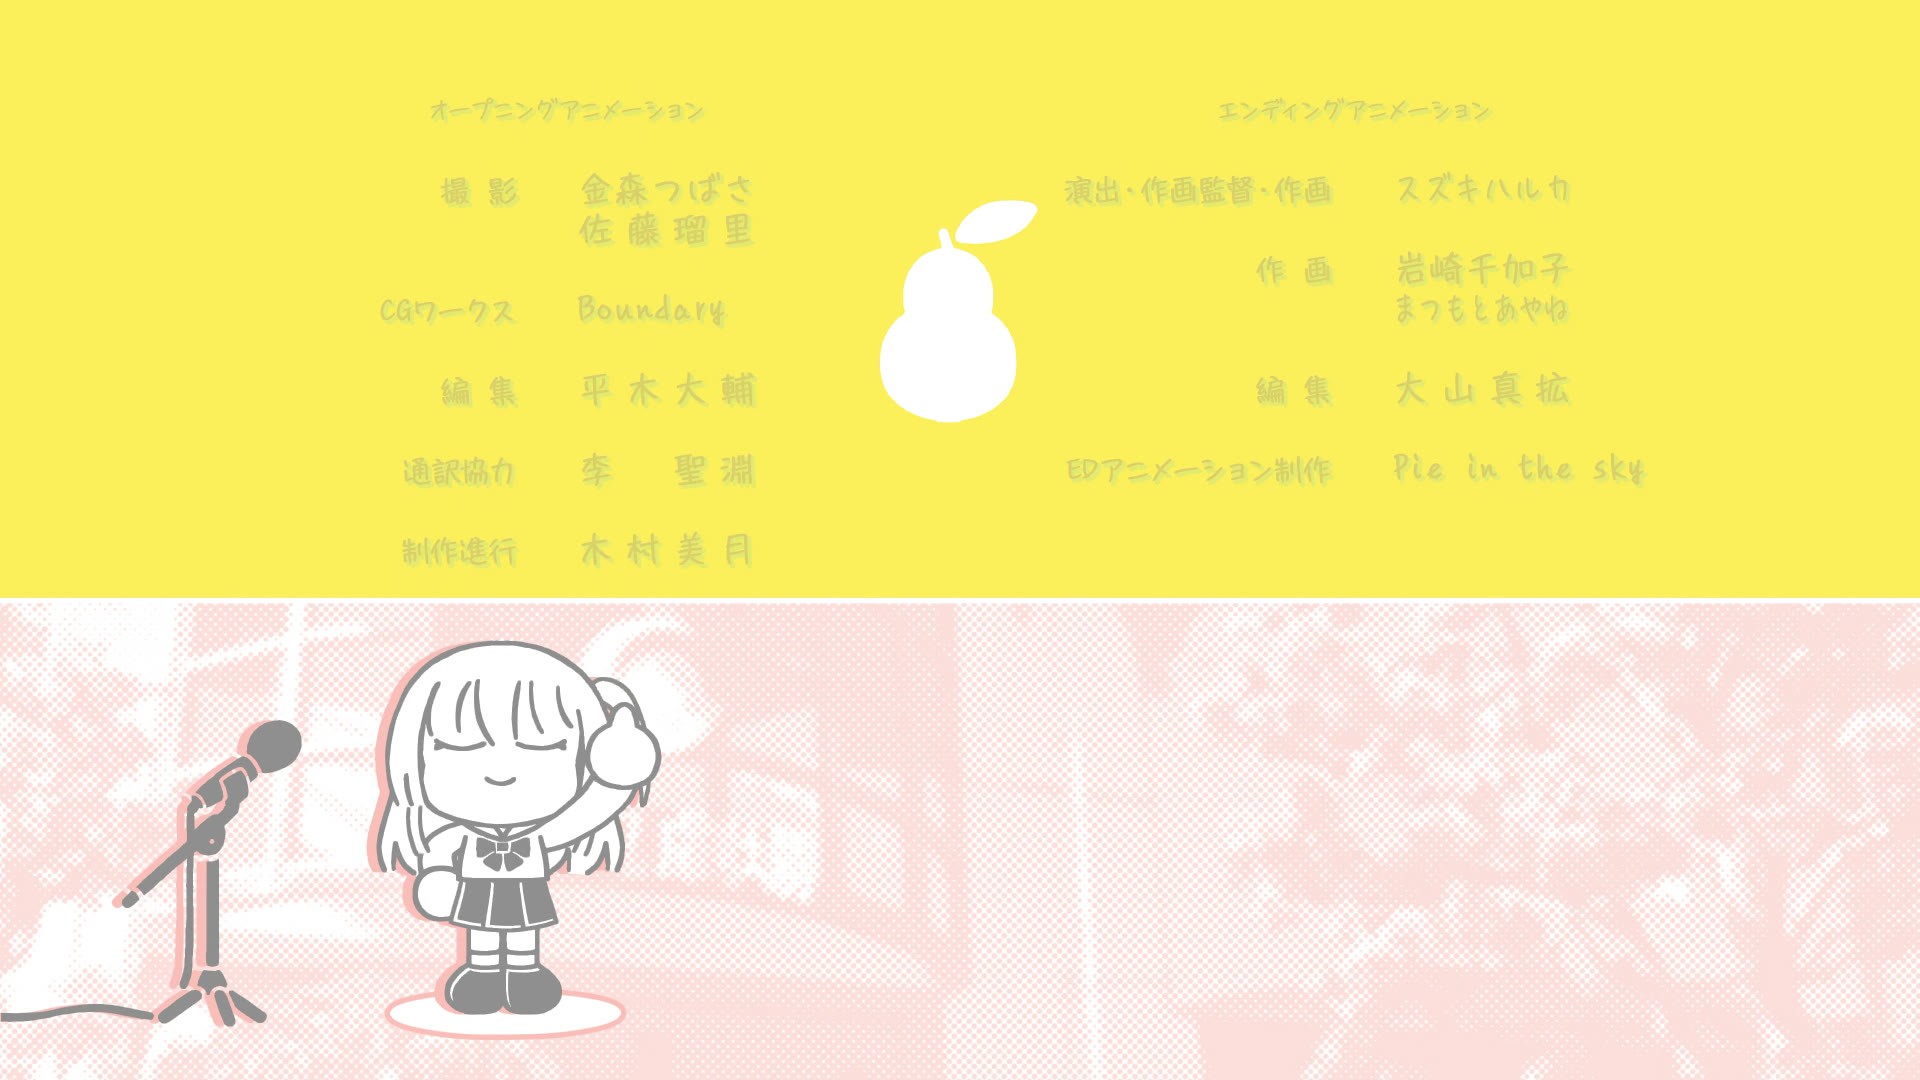 オープニングアニメーション
撮影 金森つばさ
佐藤瑠里
CGワークス Boundary
編集 平木大輔
通訳協力 李 聖淵
制作進行 木村美月
エンディングアニメーション
演出・作画監督・作画 スズキハルカ
作画 岩崎千加子
まつもとあやね
編集 大山真拡
EDアニメーション制作 Pie in the sky